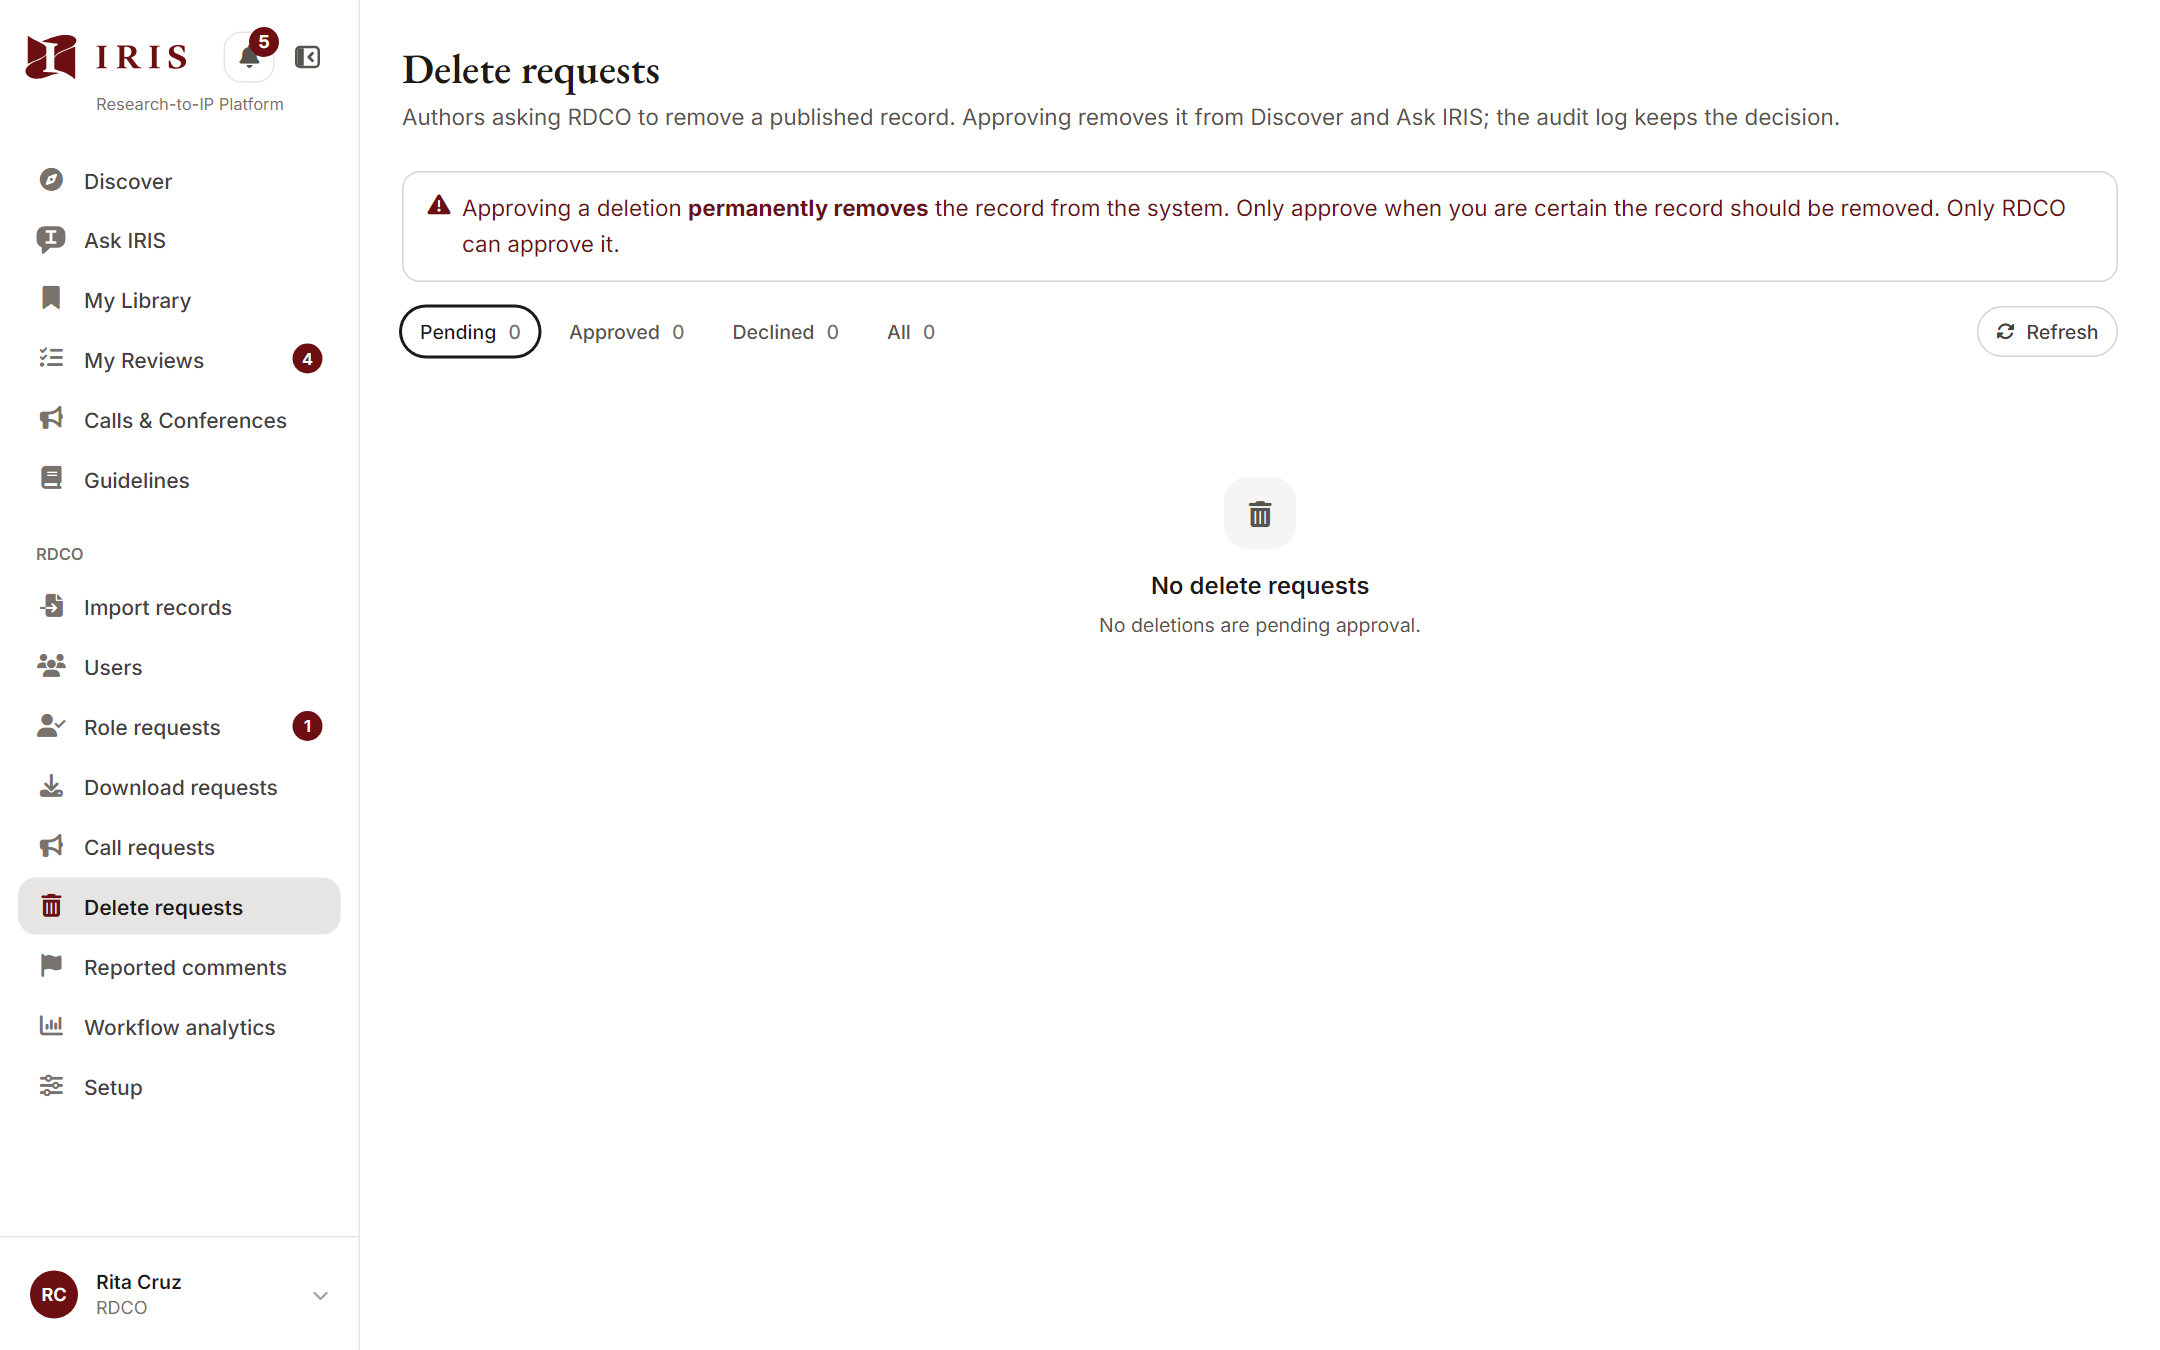 IRIS
5
Research-to-IP Platform
Discover
Ask IRIS
My Library
My Reviews 4
Calls & Conferences
Guidelines
RDCO
Import records
Users
Role requests 1
Download requests
Call requests
Delete requests
Reported comments
Workflow analytics
Setup
RC
Rita Cruz
RDCO
Delete requests
Authors asking RDCO to remove a published record. Approving removes it from Discover and Ask IRIS; the audit log keeps the decision.
Approving a deletion permanently removes the record from the system. Only approve when you are certain the record should be removed. Only RDCO
can approve it.
Pending 0 Approved 0 Declined 0 All 0 Refresh
No delete requests
No deletions are pending approval.